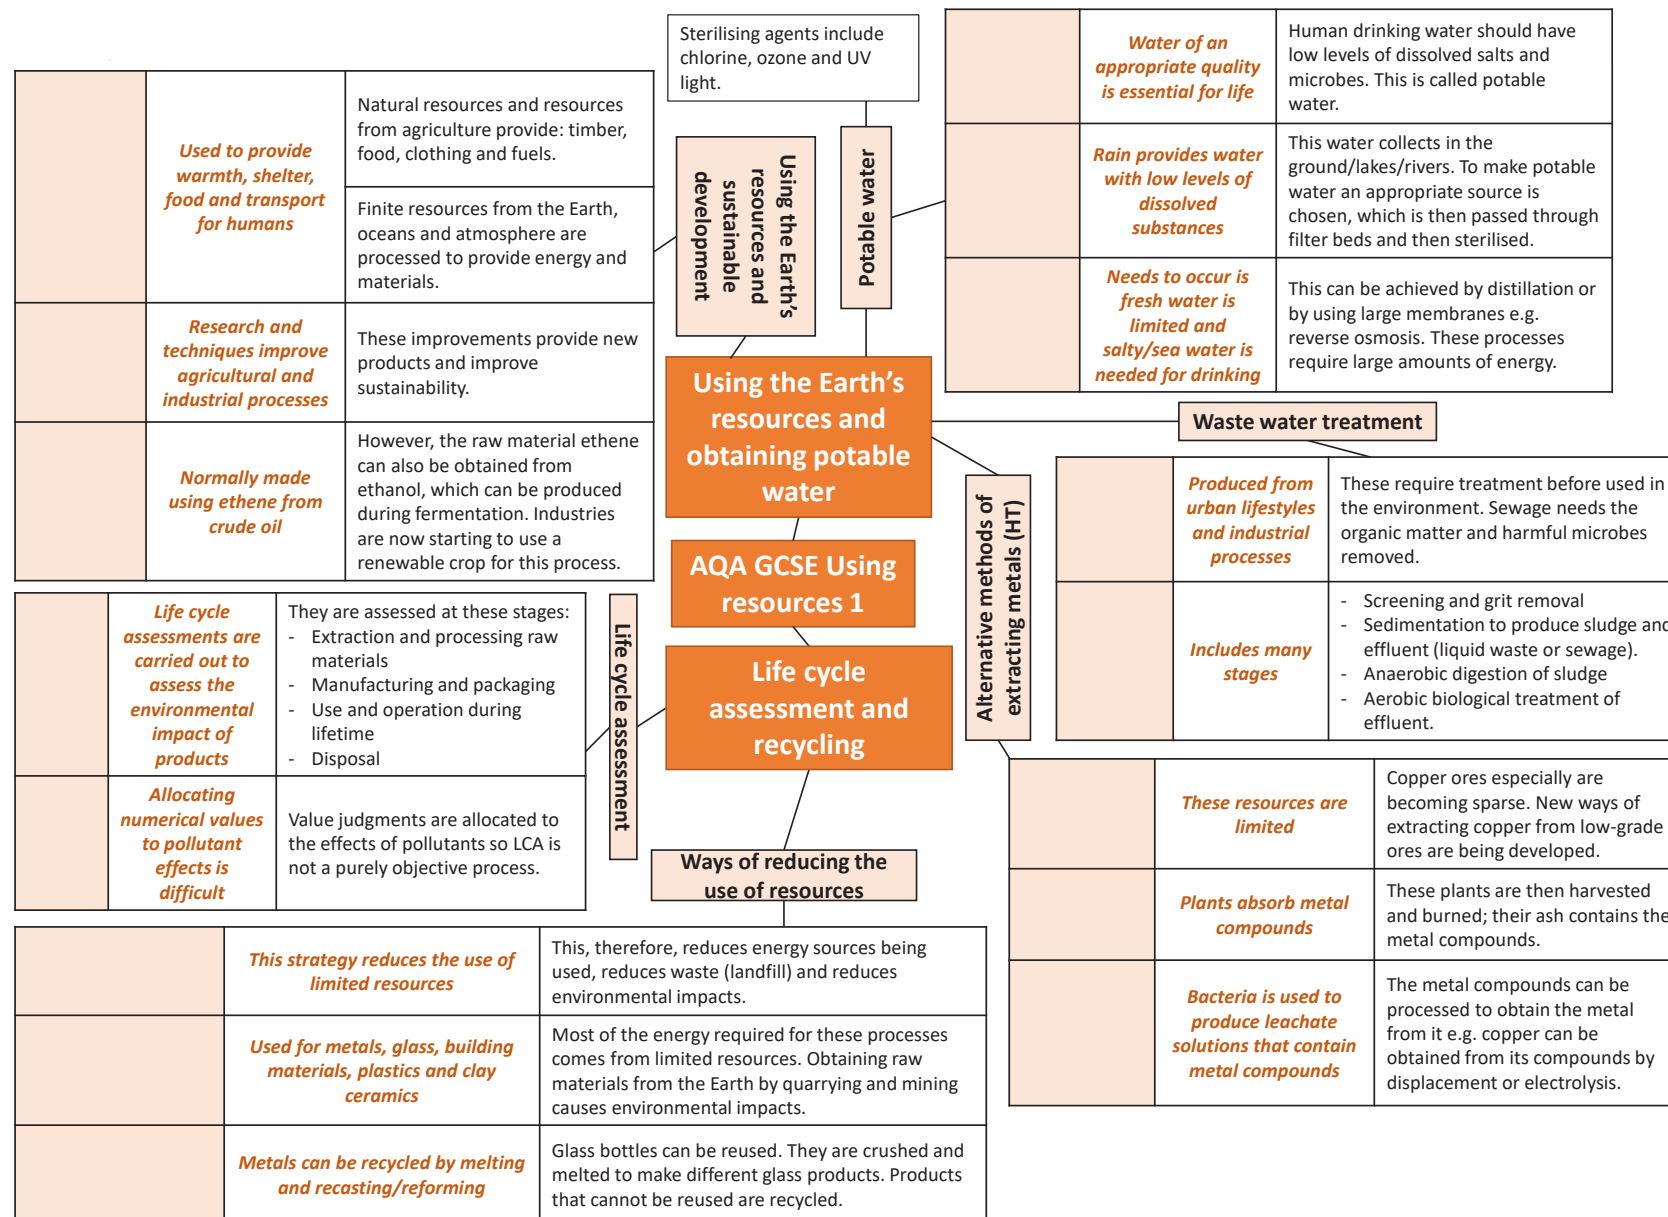 Sterilising agents include
chlorine, ozone and UV
light.
Used to provide
warmth, shelter,
food and transport
for humans
Natural resources and resources
from agriculture provide: timber,
food, clothing and fuels.
Finite resources from the Earth,
oceans and atmosphere are
processed to provide energy and
materials.
Research and
techniques improve
agricultural and
industrial processes
These improvements provide new
products and improve
sustainability.
Normally made
using ethene from
crude oil
However, the raw material ethene
can also be obtained from
ethanol, which can be produced
during fermentation. Industries
are now starting to use a
renewable crop for this process.
Using the Earth's
resources and
sustainable
development
Potable water
Water of an
appropriate quality
is essential for life
Human drinking water should have
low levels of dissolved salts and
microbes. This is called potable
water.
Rain provides water
with low levels of
dissolved
substances
This water collects in the
ground/lakes/rivers. To make potable
water an appropriate source is
chosen, which is then passed through
filter beds and then sterilised.
Needs to occur is
fresh water is
limited and
salty/sea water is
needed for drinking
This can be achieved by distillation or
by using large membranes e.g.
reverse osmosis. These processes
require large amounts of energy.
Using the Earth's
resources and
obtaining potable
water
AQA GCSE Using
resources 1
Life cycle
assessment and
recycling
Waste water treatment
Produced from
urban lifestyles
and industrial
processes
These require treatment before used in
the environment. Sewage needs the
organic matter and harmful microbes
removed.
Includes many
stages
- Screening and grit removal
- Sedimentation to produce sludge and
effluent (liquid waste or sewage).
- Anaerobic digestion of sludge
- Aerobic biological treatment of
effluent.
Alternative methods of
extracting metals (HT)
These resources are
limited
Copper ores especially are
becoming sparse. New ways of
extracting copper from low-grade
ores are being developed.
Plants absorb metal
compounds
These plants are then harvested
and burned; their ash contains the
metal compounds.
Bacteria is used to
produce leachate
solutions that contain
metal compounds
The metal compounds can be
processed to obtain the metal
from it e.g. copper can be
obtained from its compounds by
displacement or electrolysis.
Life cycle assessment
Life cycle
assessments are
carried out to
assess the
environmental
impact of
products
They are assessed at these stages:
- Extraction and processing raw
materials
- Manufacturing and packaging
- Use and operation during
lifetime
- Disposal
Allocating
numerical values
to pollutant
effects is
difficult
Value judgments are allocated to
the effects of pollutants so LCA is
not a purely objective process.
Ways of reducing the
use of resources
This strategy reduces the use of
limited resources
This, therefore, reduces energy sources being
used, reduces waste (landfill) and reduces
environmental impacts.
Used for metals, glass, building
materials, plastics and clay
ceramics
Most of the energy required for these processes
comes from limited resources. Obtaining raw
materials from the Earth by quarrying and mining
causes environmental impacts.
Metals can be recycled by melting
and recasting/reforming
Glass bottles can be reused. They are crushed and
melted to make different glass products. Products
that cannot be reused are recycled.